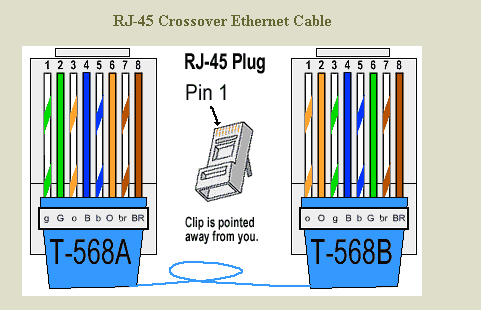 RJ-45 Crossover Ethernet Cable
1 2 3 4 5 6 7 8
g G o B b O br BR
T-568A
RJ-45 Plug
Pin 1
Clip is pointed
away from you.
1 2 3 4 5 6 7 8
o O g B b G br BR
T-568B